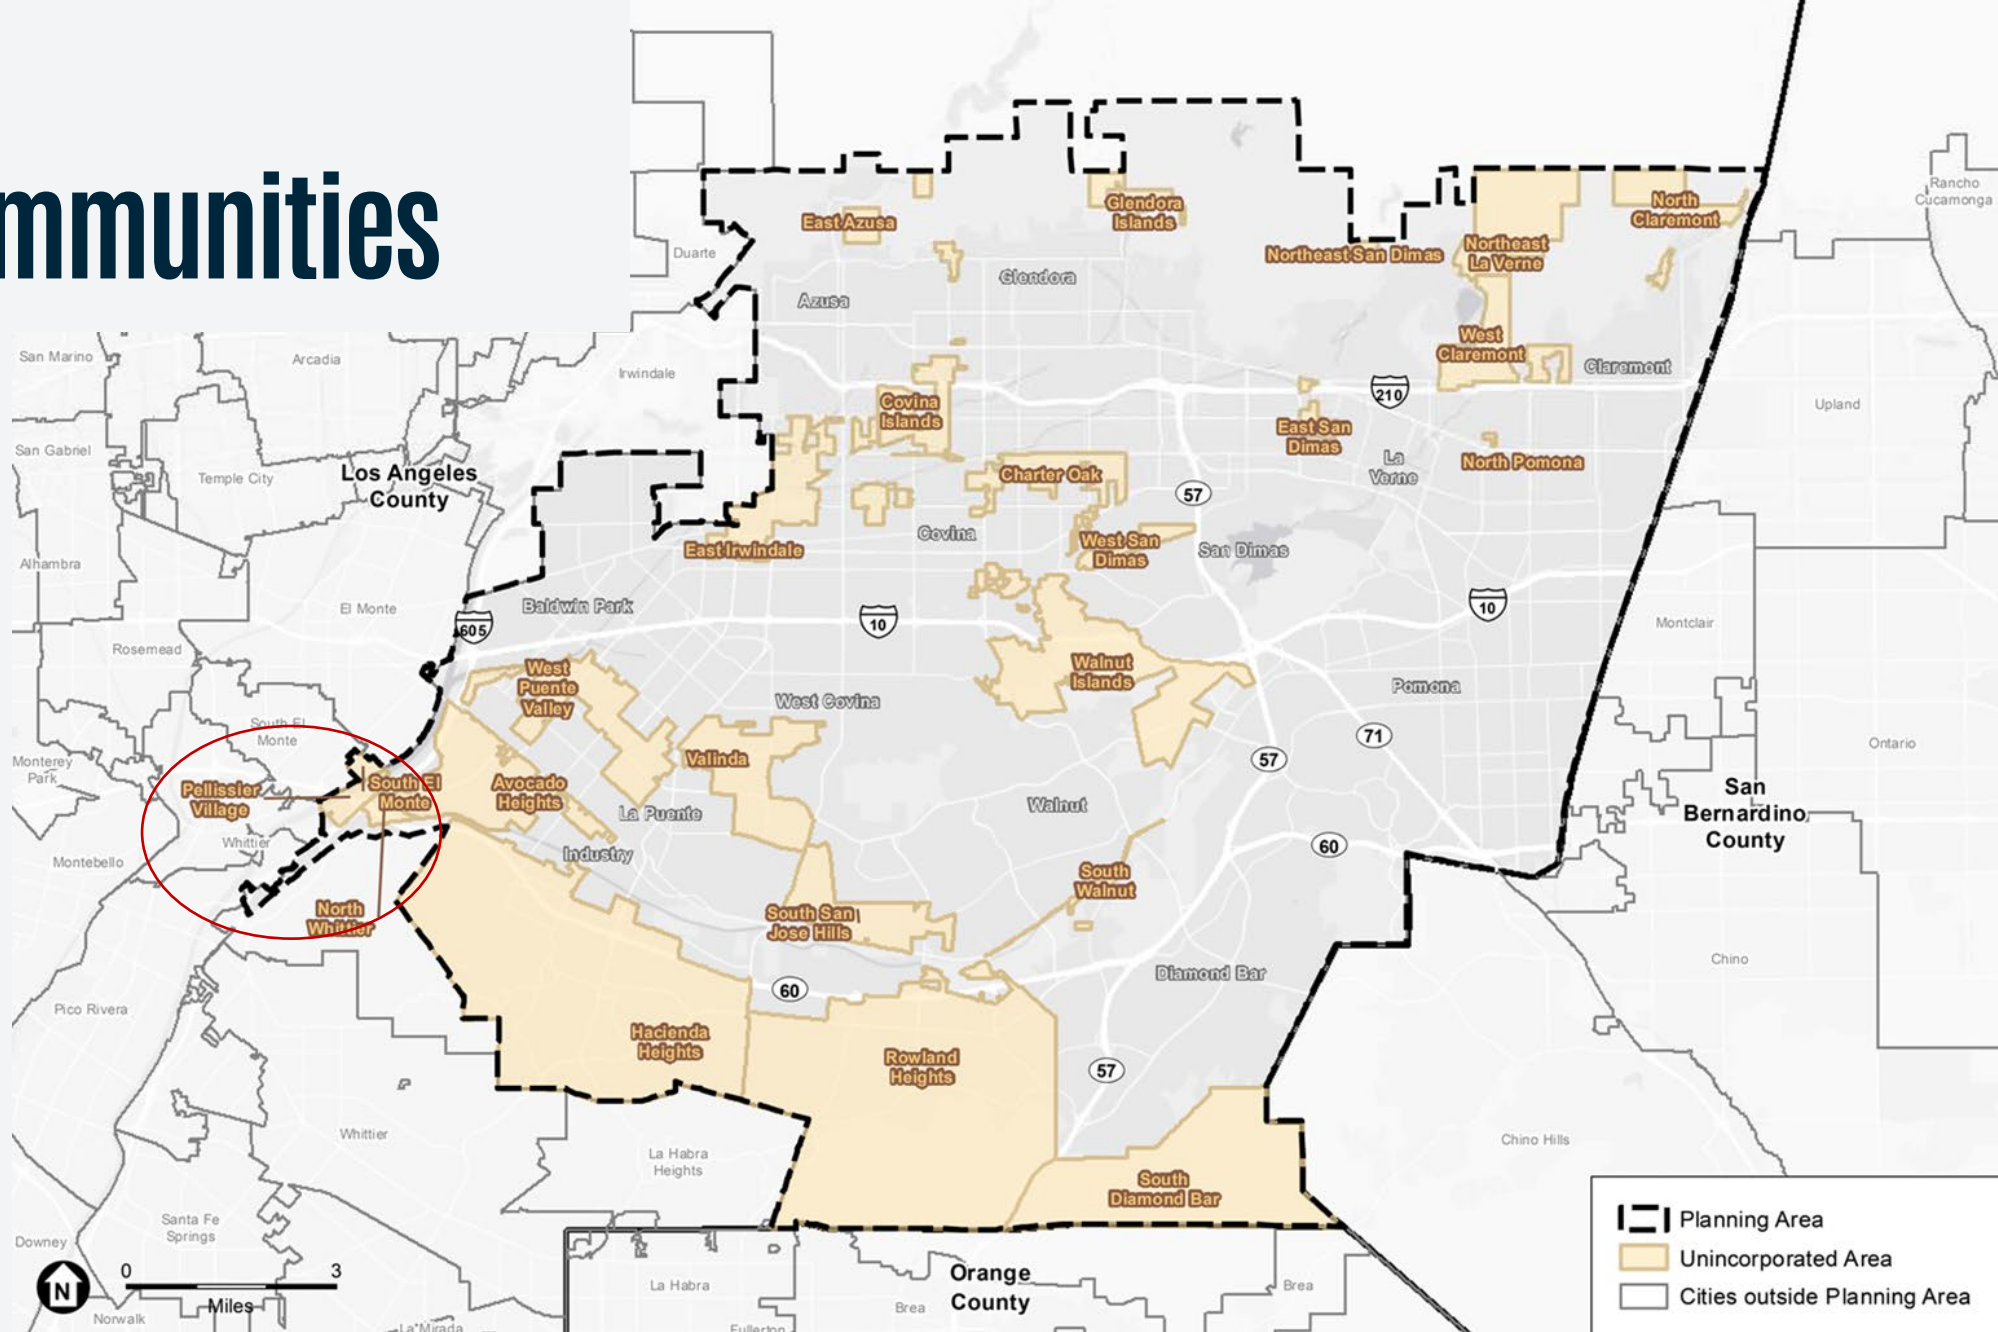 mmunities
Rancho
Cucamonga
East Azusa
Glendora
Islands
North
Claremont
Duarte
Northeast San Dimas
Northeast
La Verne
Glendora
Azusa
San Marino
Arcadia
Irwindale
West
Claremont
Claremont
210
Upland
Covina
Islands
East San
Dimas
San Gabriel
Temple City
Los Angeles
County
Charter Oak
La
Verne
North Pomona
57
Covina
East Irwindale
West San
Dimas
San Dimas
Alhambra
El Monte
Baldwin Park
605
10
10
Montclair
Rosemead
West
Puente
Valley
Walnut
Islands
Pomona
West Covina
South El
Monte
71
57
Ontario
Monterey
Park
Valinda
Pellissier
Village
South El
Monte
Avocado
Heights
La Puente
Walnut
San
Bernardino
County
Whittier
Montebello
Industry
60
South
Walnut
North
Whittier
South San
Jose Hills
Diamond Bar
Chino
60
Pico Rivera
Hacienda
Heights
Rowland
Heights
57
Whittier
La Habra
Heights
Chino Hills
South
Diamond Bar
Santa Fe
Springs
Downey
Planning Area
Unincorporated Area
Cities outside Planning Area
N
0 3
Miles
Norwalk
La Mirada
La Habra
Orange
County
Brea
Brea
Fullerton